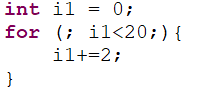 int i1 = 0;
for (; i1<20;){
    i1+=2;
}